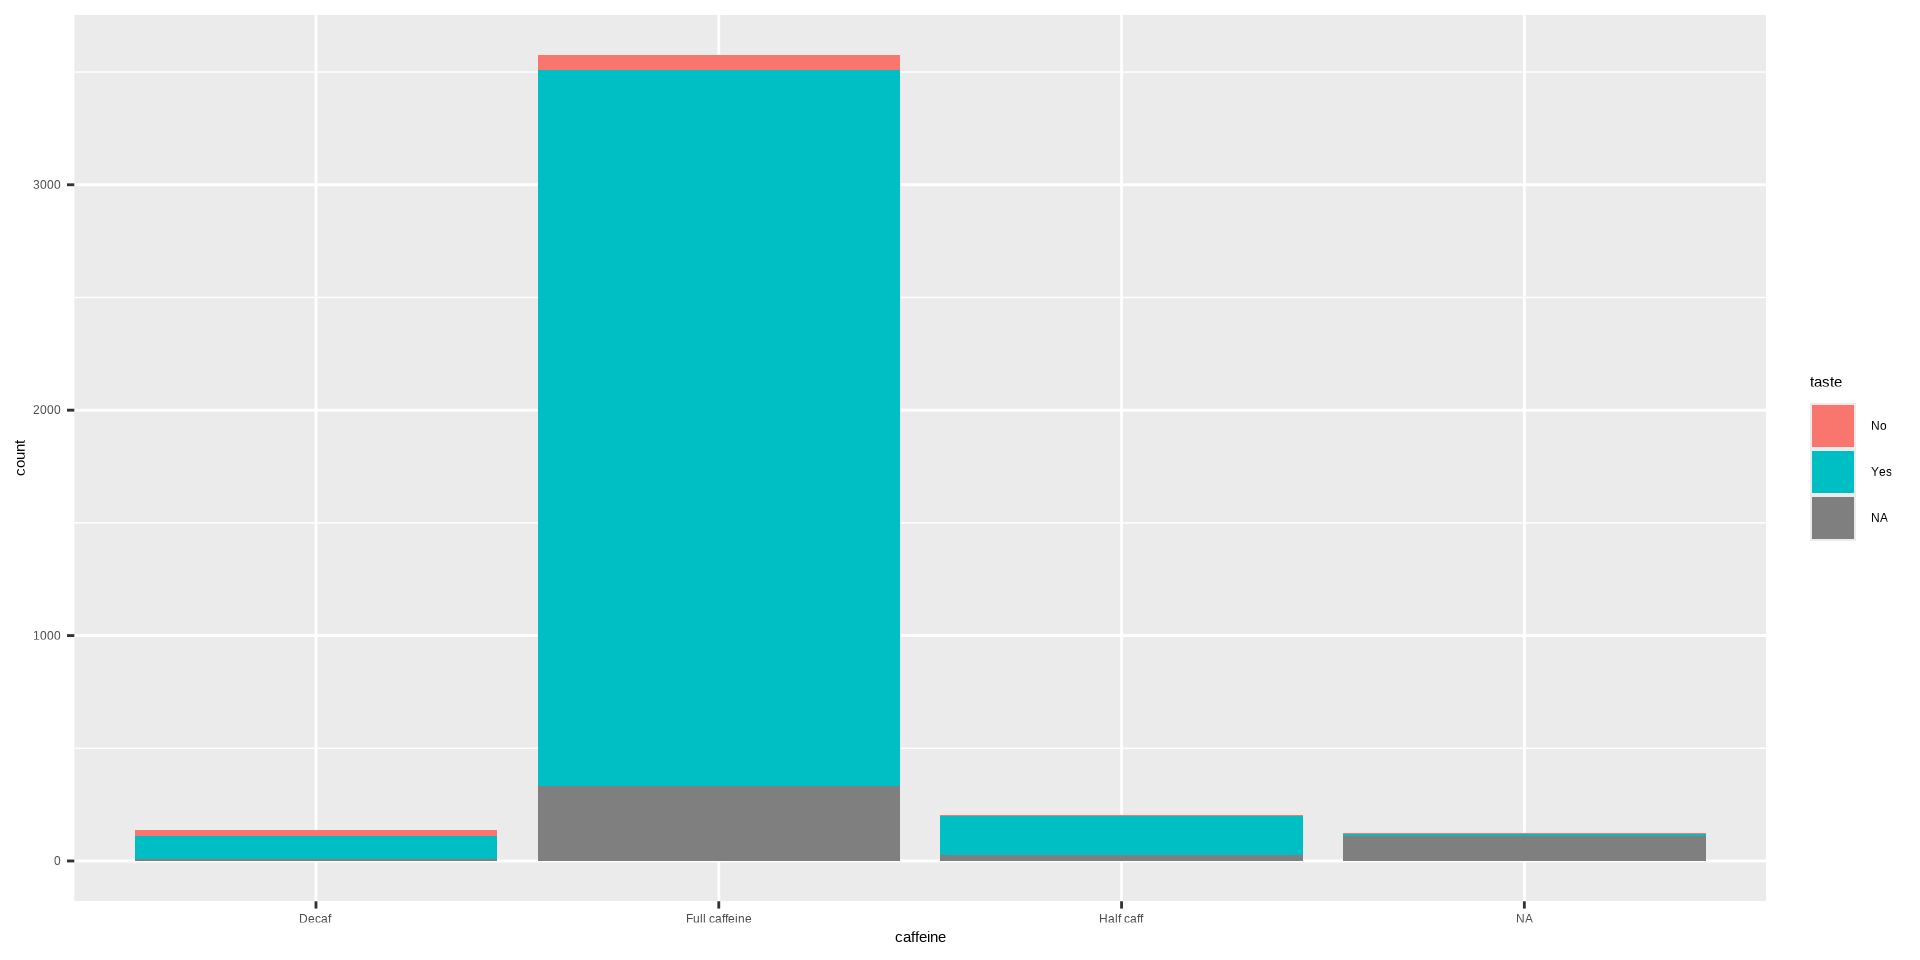 3000
2000
1000
0
count
Decaf
Full caffeine
Half caff
NA
caffeine
taste
No
Yes
NA